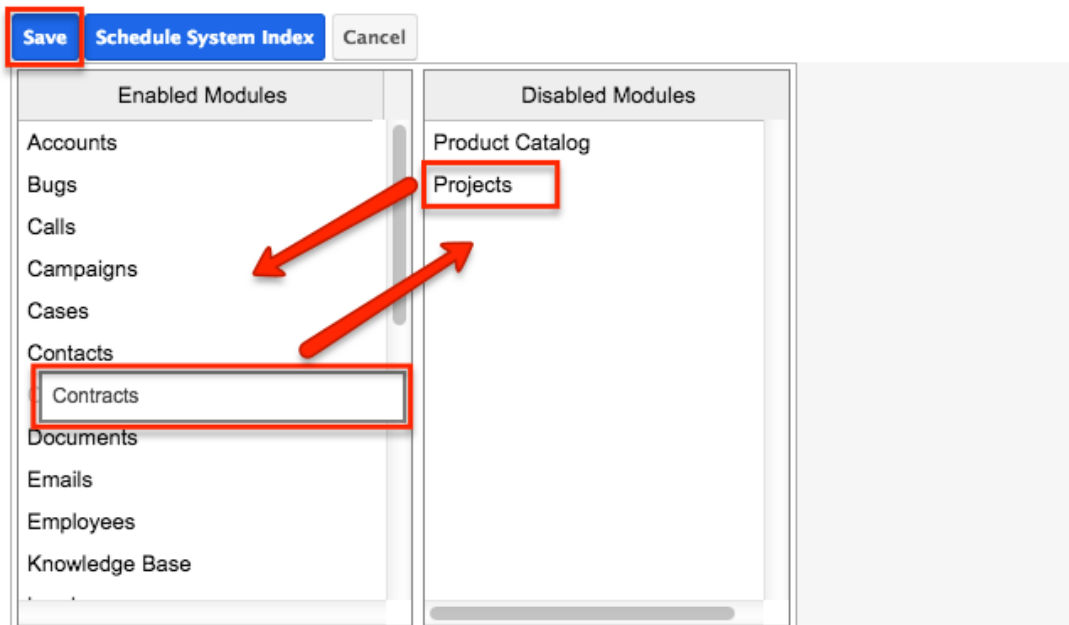 Save Schedule System Index Cancel
Enabled Modules Disabled Modules
Accounts Product Catalog
Bugs Projects
Calls
Campaigns
Cases
Contacts
Contracts
Documents
Emails
Employees
Knowledge Base